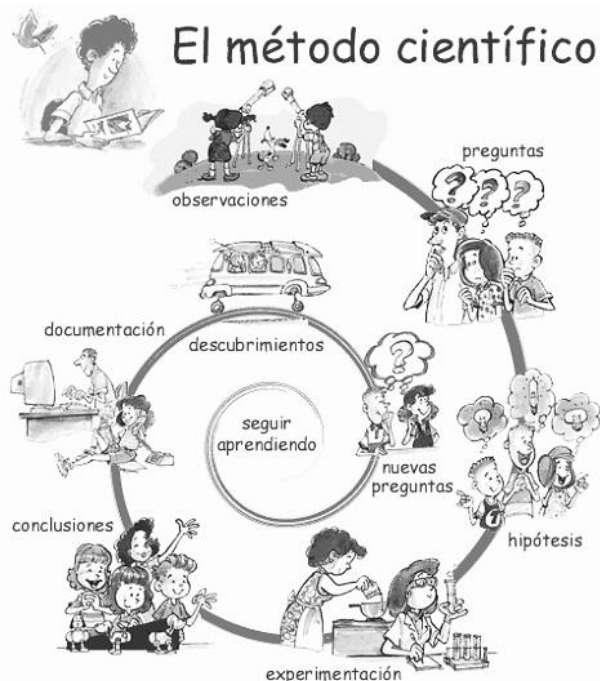 El método científico
observaciones
preguntas
hipótesis
experimentación
conclusiones
documentación
descubrimientos
nuevas
preguntas
seguir
aprendiendo